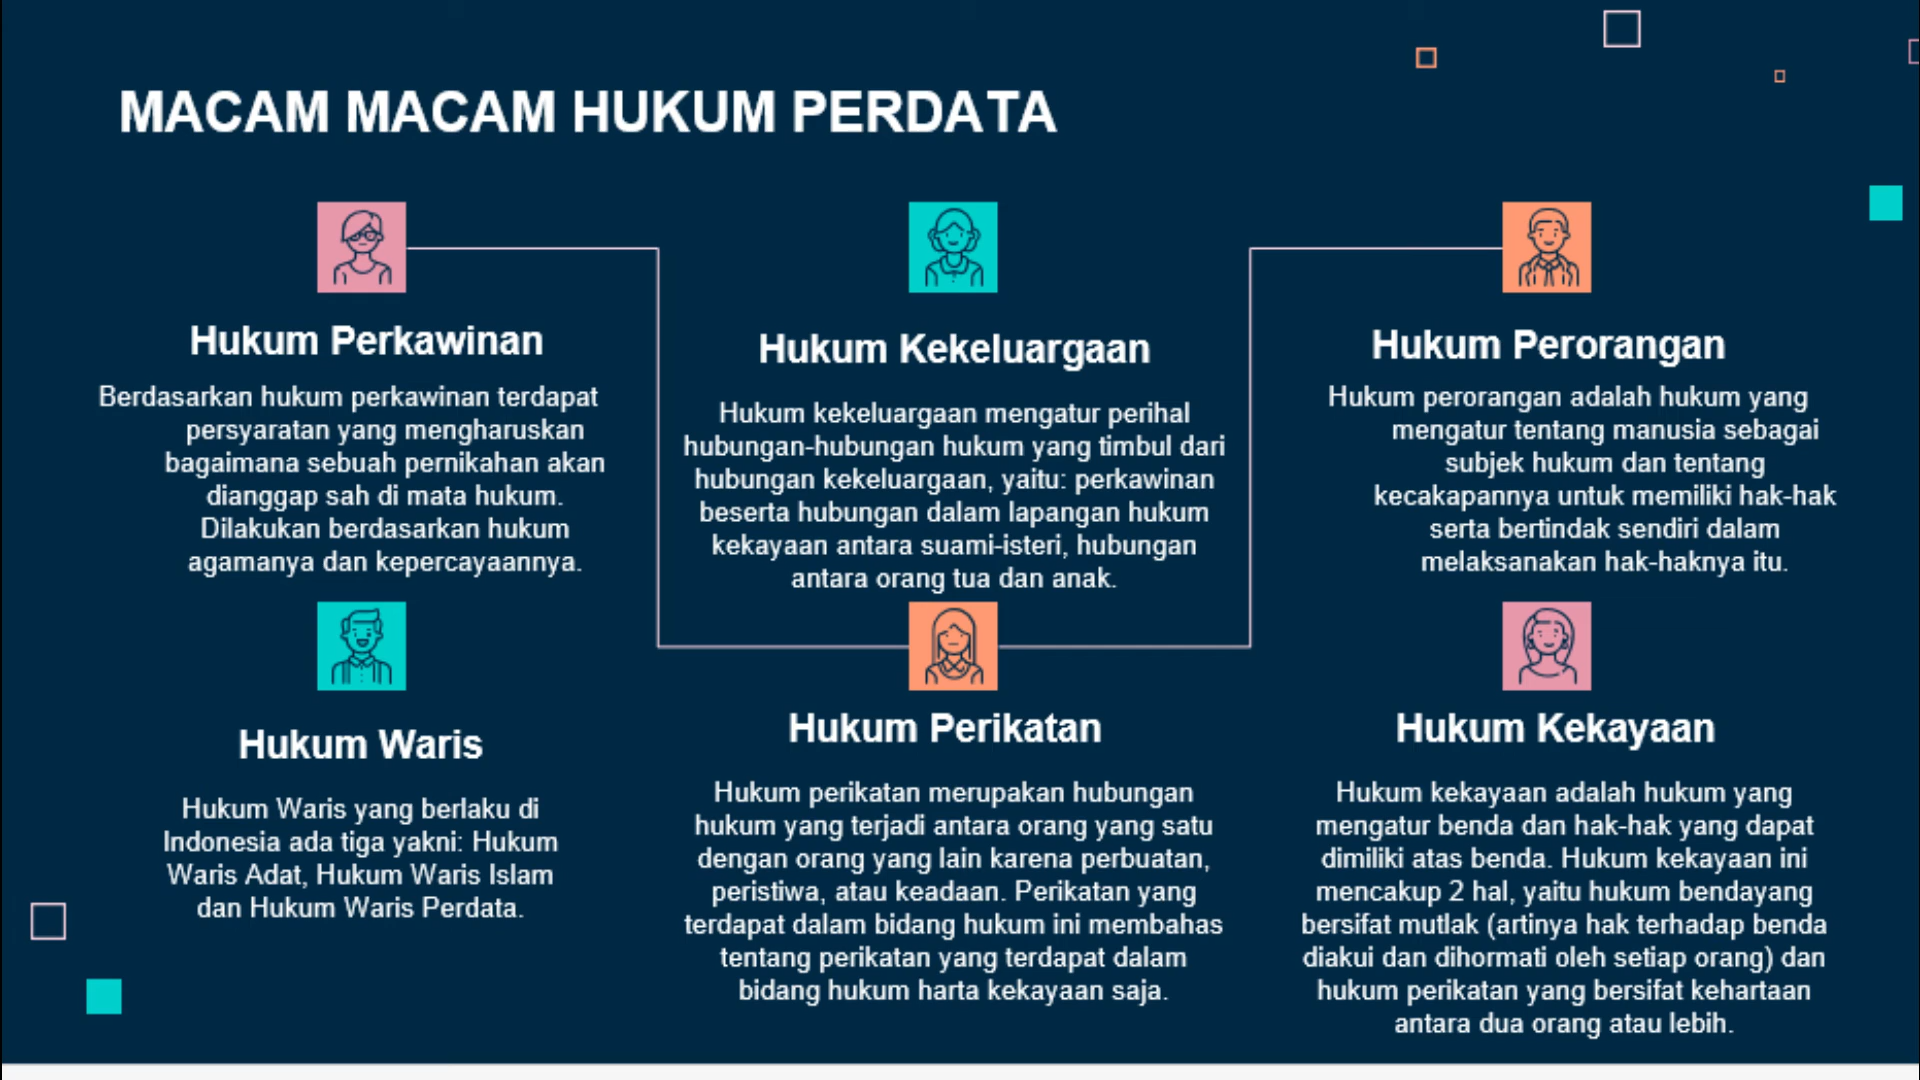 MACAM MACAM HUKUM PERDATA
Hukum Perkawinan
Berdasarkan hukum perkawinan terdapat
persyaratan yang mengharuskan
bagaimana sebuah pernikahan akan
dianggap sah di mata hukum.
Dilakukan berdasarkan hukum
agamanya dan kepercayaannya.
Hukum Kekeluargaan
Hukum kekeluargaan mengatur perihal
hubungan-hubungan hukum yang timbul dari
hubungan kekeluargaan, yaitu: perkawinan
beserta hubungan dalam lapangan hukum
kekayaan antara suami-isteri, hubungan
antara orang tua dan anak.
Hukum Perorangan
Hukum perorangan adalah hukum yang
mengatur tentang manusia sebagai
subjek hukum dan tentang
kecakapannya untuk memiliki hak-hak
serta bertindak sendiri dalam
melaksanakan hak-haknya itu.
Hukum Waris
Hukum Waris yang berlaku di
Indonesia ada tiga yakni: Hukum
Waris Adat, Hukum Waris Islam
dan Hukum Waris Perdata.
Hukum Perikatan
Hukum perikatan merupakan hubungan
hukum yang terjadi antara orang yang satu
dengan orang yang lain karena perbuatan,
peristiwa, atau keadaan. Perikatan yang
terdapat dalam bidang hukum ini membahas
tentang perikatan yang terdapat dalam
bidang hukum harta kekayaan saja.
Hukum Kekayaan
Hukum kekayaan adalah hukum yang
mengatur benda dan hak-hak yang dapat
dimiliki atas benda. Hukum kekayaan ini
mencakup 2 hal, yaitu hukum bendayang
bersifat mutlak (artinya hak terhadap benda
diakui dan dihormati oleh setiap orang) dan
hukum perikatan yang bersifat kehartaan
antara dua orang atau lebih.